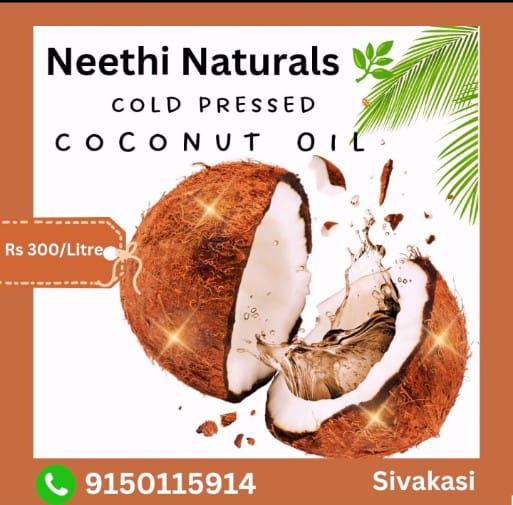 Neethi Naturals
COLD PRESSED
COCONUT OIL
Rs 300/Litre
9150115914
Sivakasi